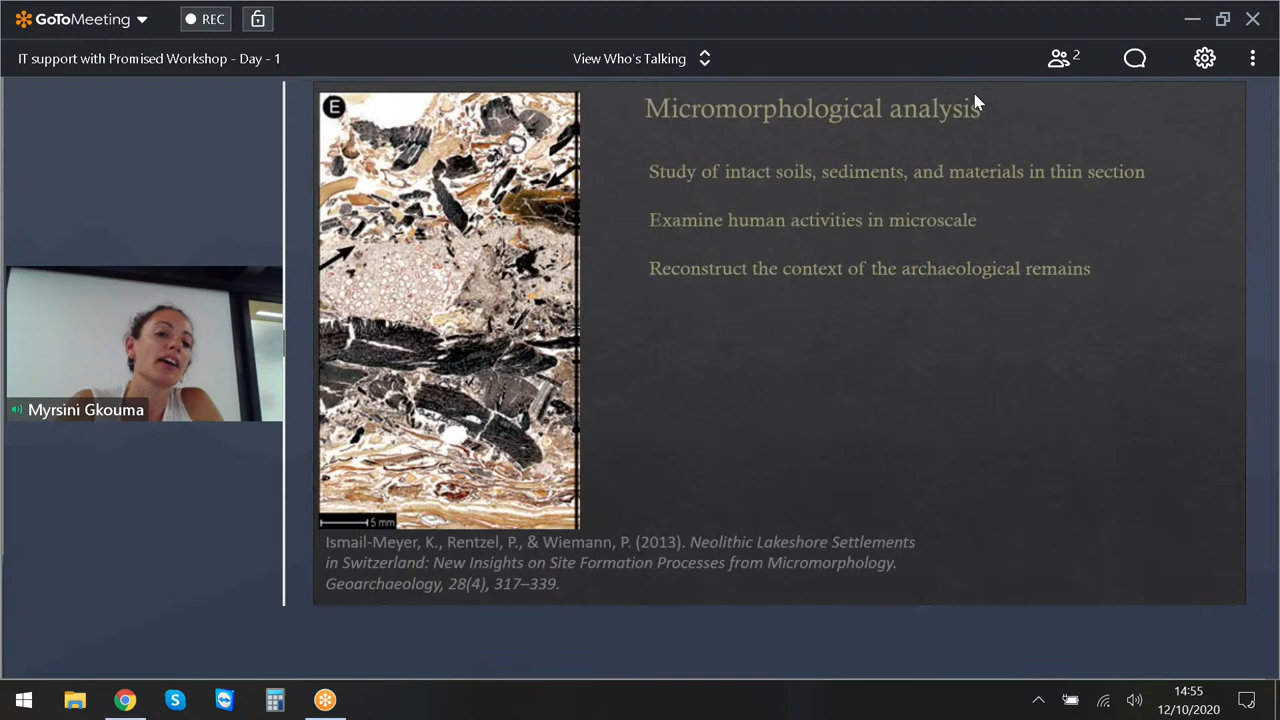 GoToMeeting
REC
IT support with Promised Workshop - Day - 1
View Who's Talking
2
E
Micromorphological analysis
Study of intact soils, sediments, and materials in thin section
Examine human activities in microscale
Reconstruct the context of the archaeological remains
Myrsini Gkouma
5 mm
Ismail-Meyer, K., Rentzel, P., & Wiemann, P. (2013). Neolithic Lakeshore Settlements
in Switzerland: New Insights on Site Formation Processes from Micromorphology.
Geoarchaeology, 28(4), 317–339.
14:55
12/10/2020